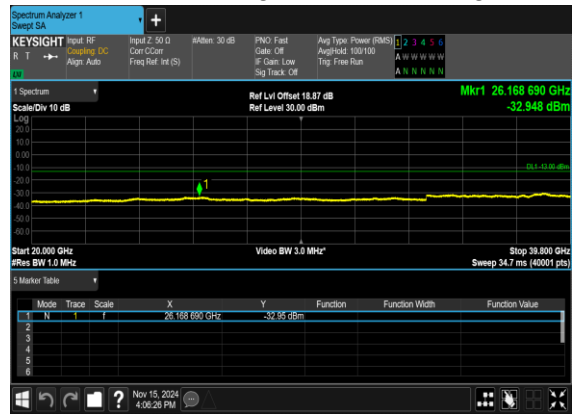 Spectrum Analyzer 1
Swept SA
+
KEYSIGHT Input: RF Input Z: 50 Ω #Atten: 30 dB PNO: Fast Avg Type: Power (RMS) 1 2 3 4 5 6
R T Coupling: DC Corr CCorr Gate: Off Avg|Hold: 100/100 A W W W W W
Align: Auto Freq Ref: Int (S) IF Gain: Low Trig: Free Run A N N N N N
Sig Track: Off
1 Spectrum Ref Lvl Offset 18.87 dB Mkr1 26.168 690 GHz
Scale/Div 10 dB Ref Level 30.00 dBm -32.948 dBm
Log
20.0
10.0
0.00
-10.0
DL1 -13.00 dBm
-20.0
1
-30.0
-40.0
-50.0
-60.0
Start 20.000 GHz Video BW 3.0 MHz* Stop 39.800 GHz
#Res BW 1.0 MHz Sweep 34.7 ms (40001 pts)
5 Marker Table
Mode Trace Scale X Y Function Function Width Function Value
1 N 1 f 26.168 690 GHz -32.95 dBm
2
3
4
5
6
? Nov 15, 2024
4:06:26 PM